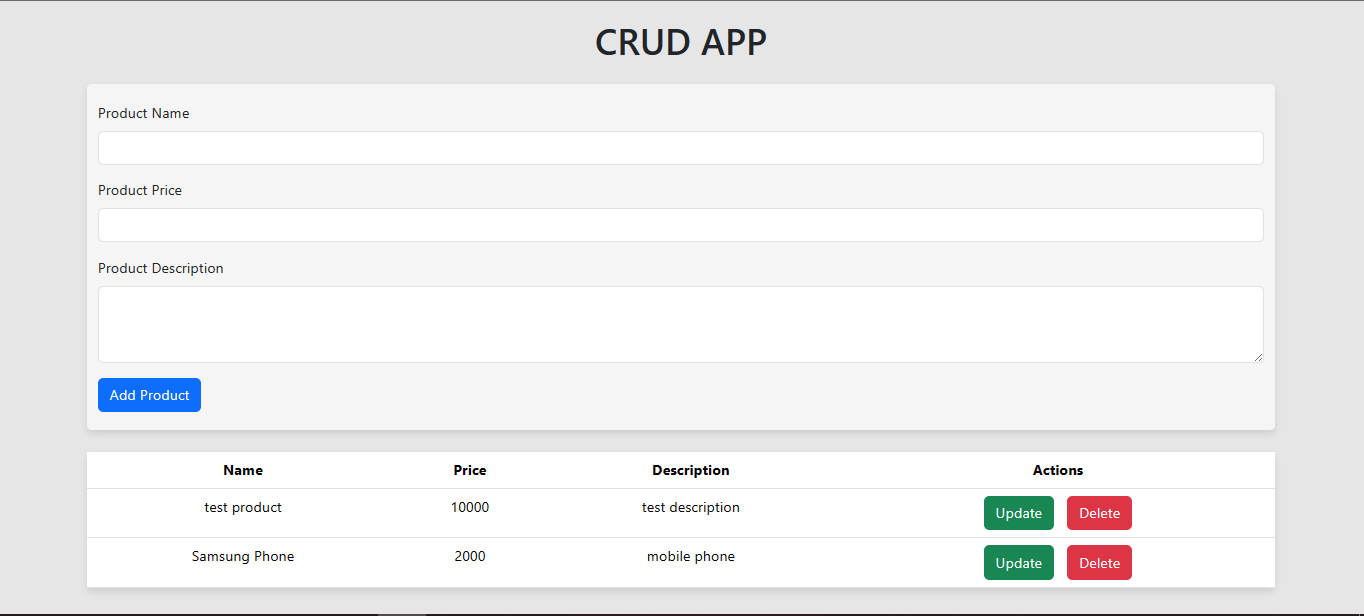 CRUD APP
Product Name
Product Price
Product Description
Add Product
Name Price Description Actions
test product 10000 test description Update Delete
Samsung Phone 2000 mobile phone Update Delete